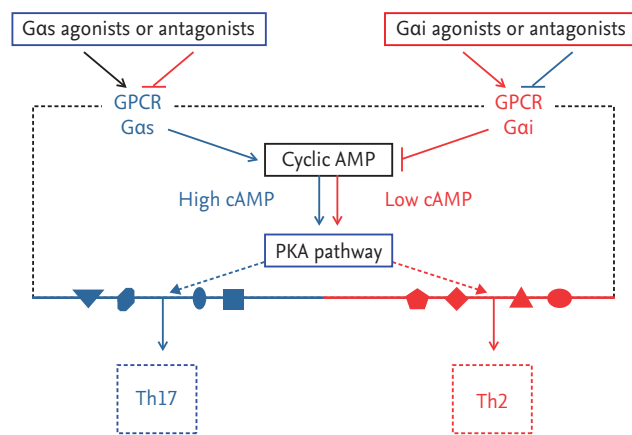 Gαs agonists or antagonists
Gαi agonists or antagonists
GPCR
Gαs
GPCR
Gαi
Cyclic AMP
High cAMP
Low cAMP
PKA pathway
Th17
Th2